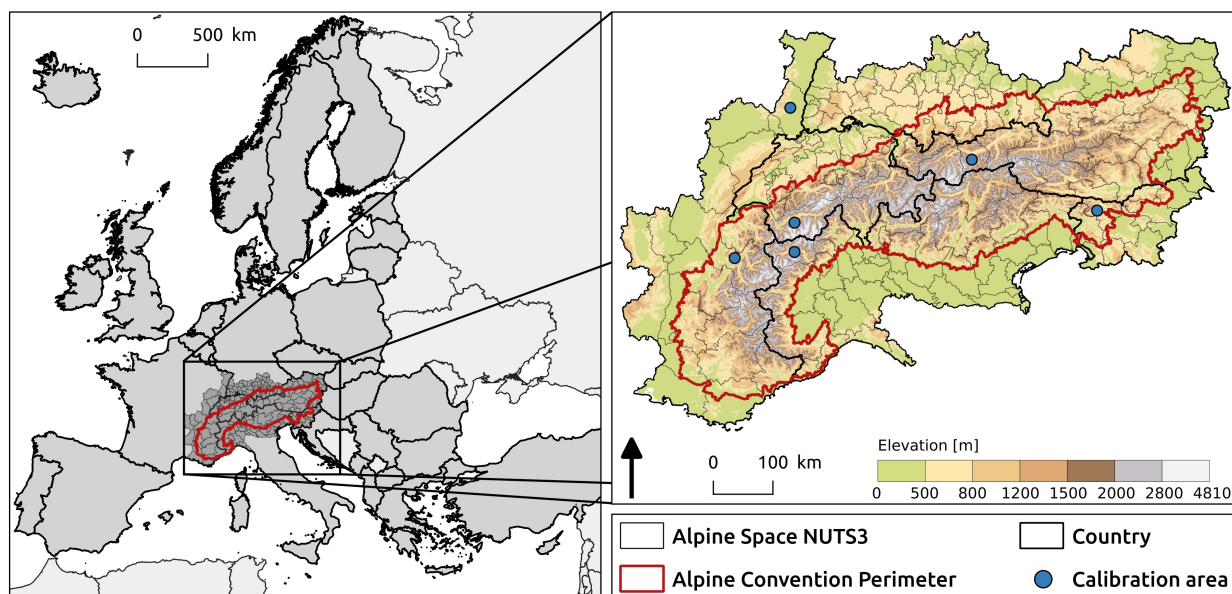 0 500 km
Elevation [m]
0 100 km
0 500 800 1200 1500 2000 2800 4810
Alpine Space NUTS3
Country
Alpine Convention Perimeter
Calibration area